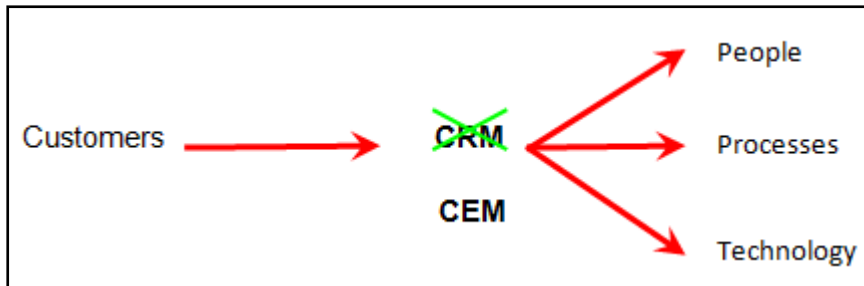 People
Customers
CRM
Processes
CEM
Technology